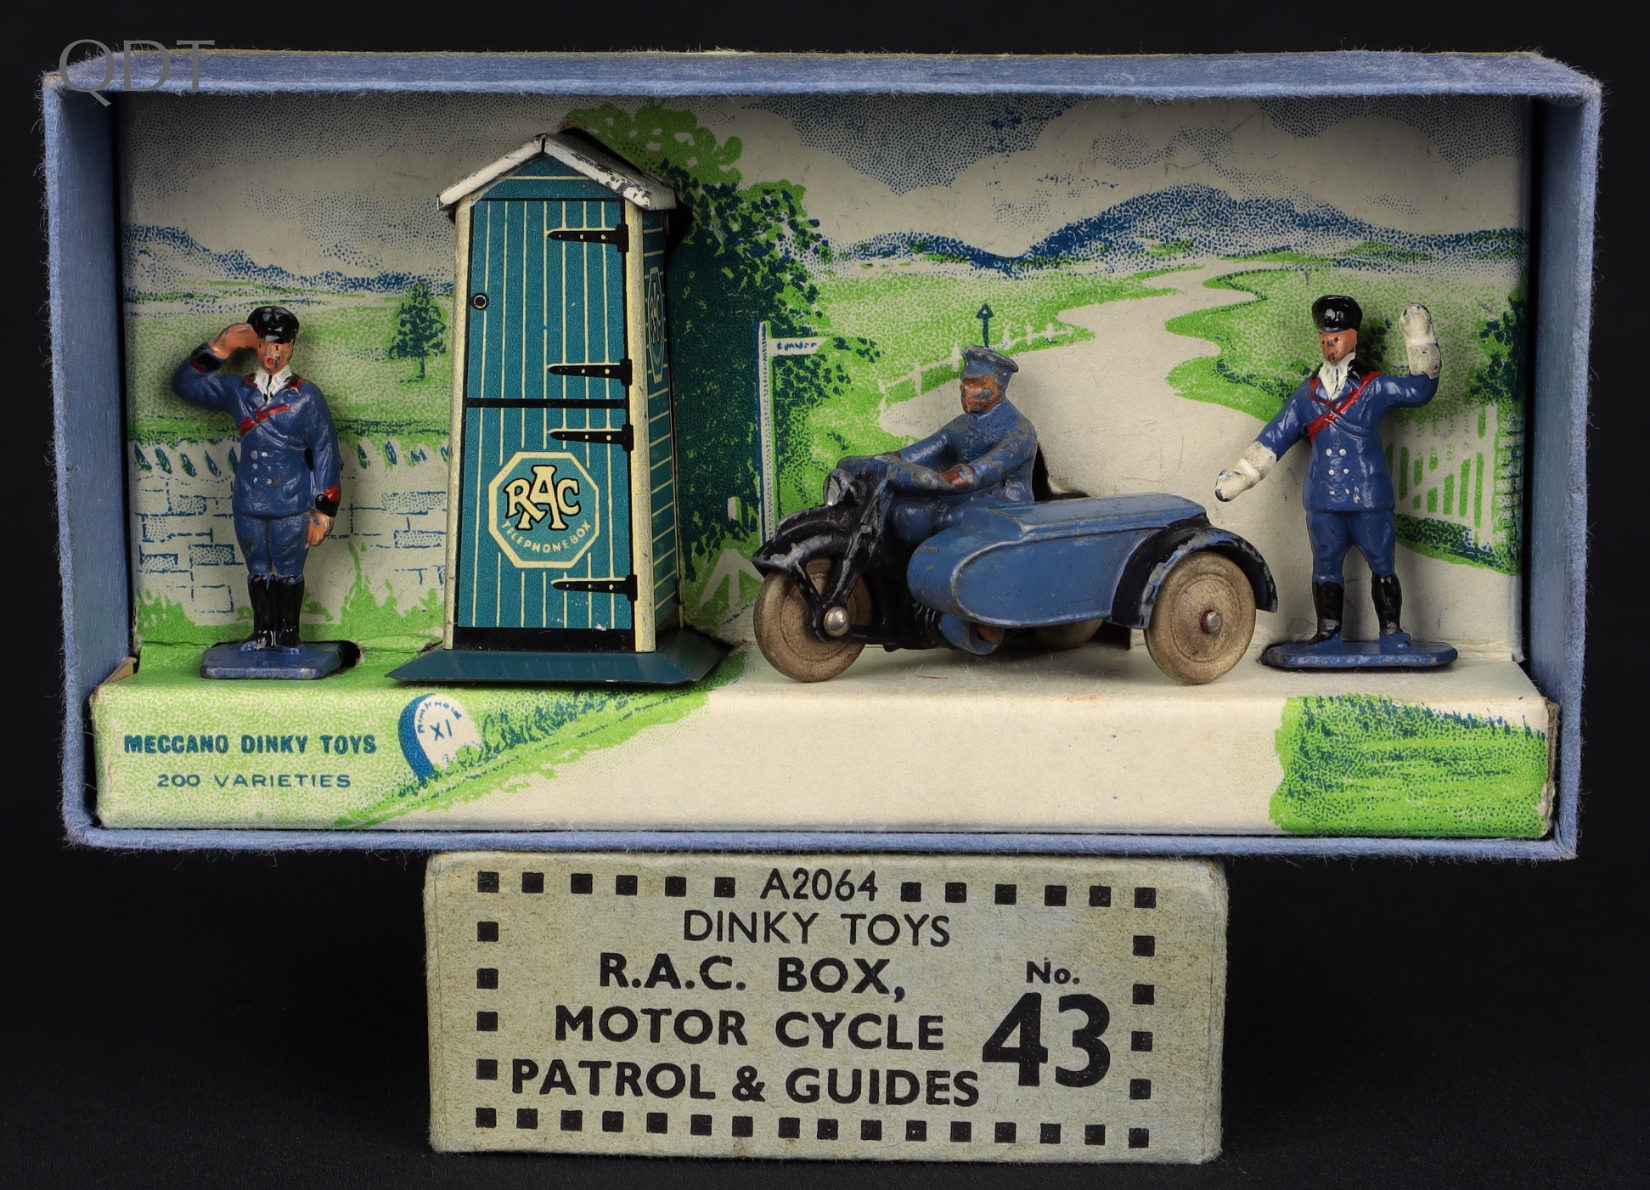 QDT
RAC
TELEPHONE BOX
MECCANO DINKY TOYS
200 VARIETIES
XI
A2064
DINKY TOYS
R.A.C. BOX,
MOTOR CYCLE
PATROL & GUIDES
No.
43